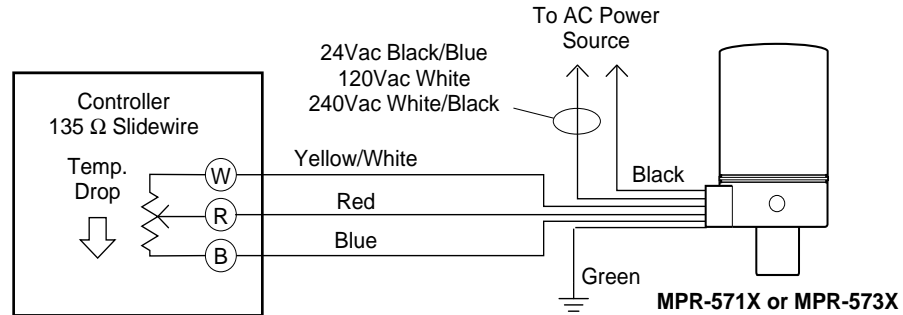 To AC Power
Source
24Vac Black/Blue
120Vac White
240Vac White/Black
Controller
135 Ω Slidewire
Temp.
Drop
W
R
B
Yellow/White
Red
Blue
Black
Green
MPR-571X or MPR-573X